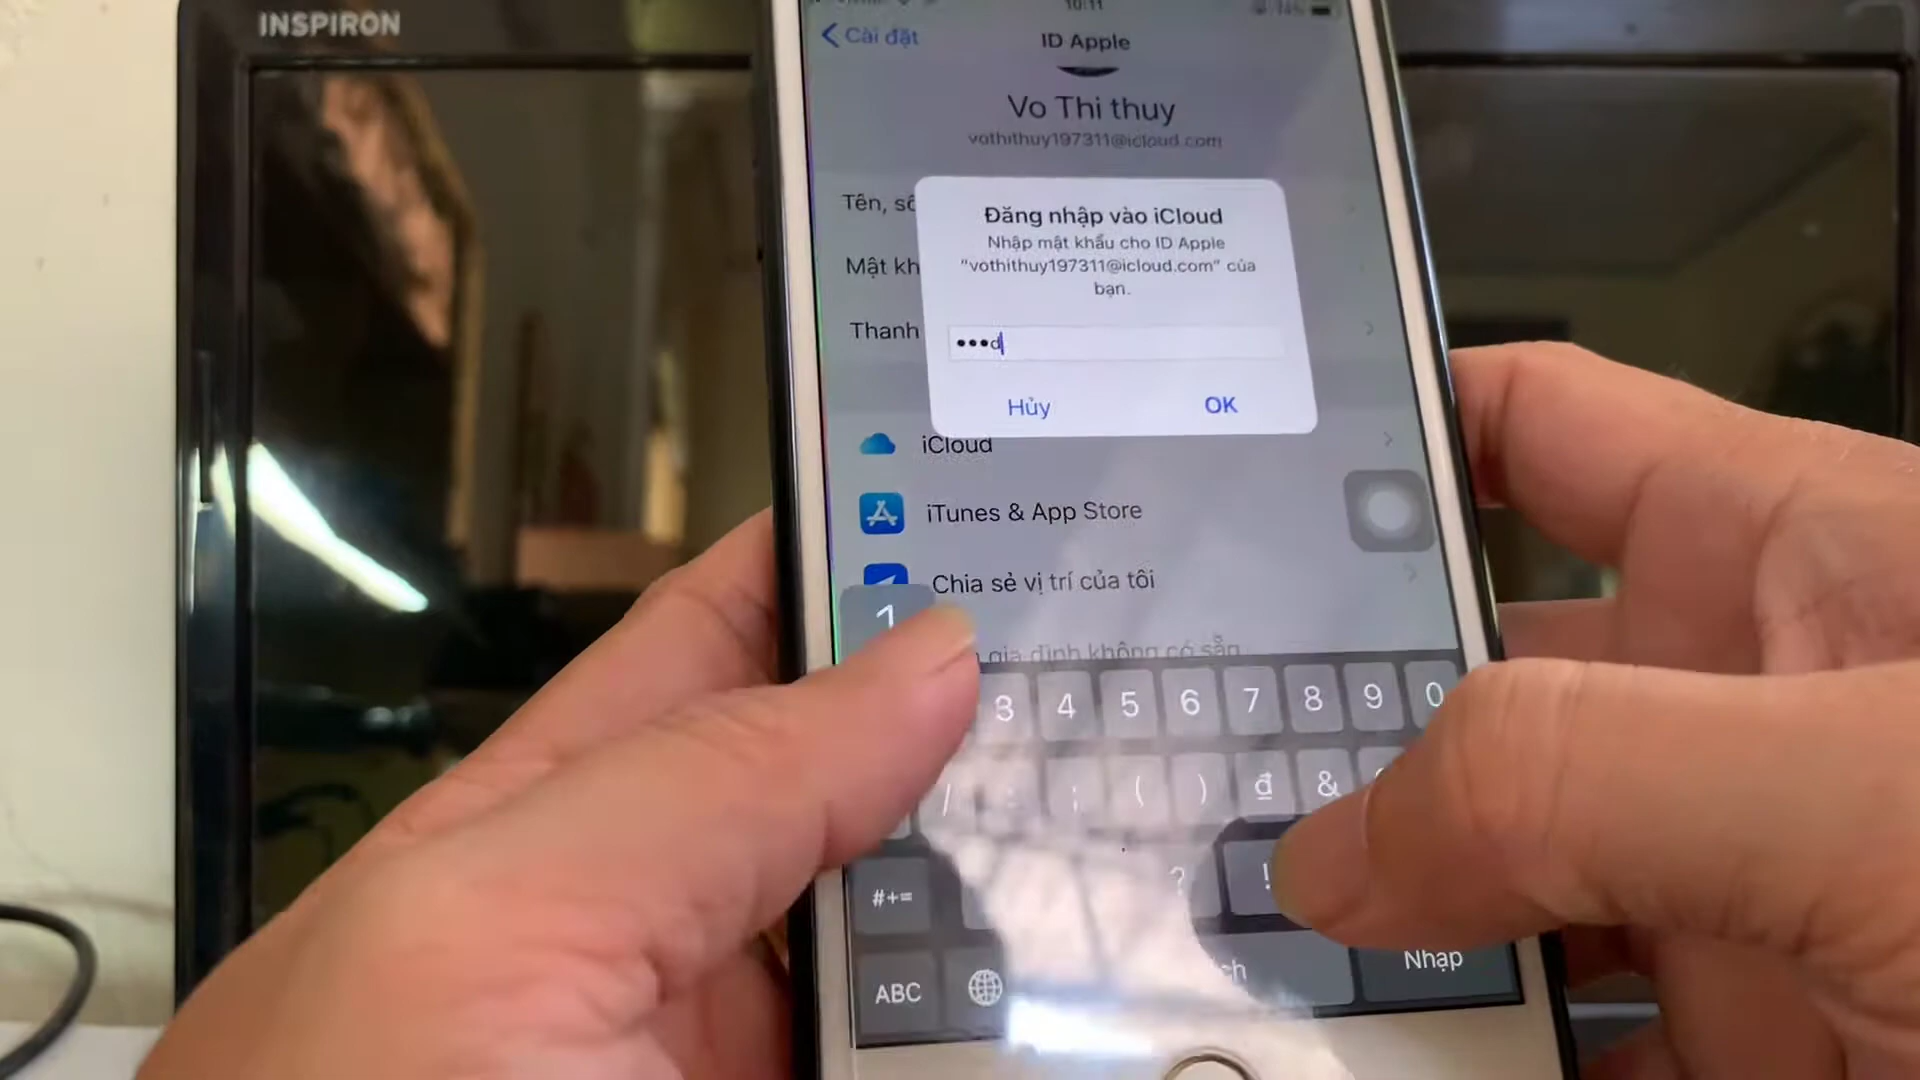 INSPIRON
10:11
Cài đặt
ID Apple
Vo Thi thuy
vothithuy197311@icloud.com
Tên, số
Đăng nhập vào iCloud
Nhập mật khẩu cho ID Apple
"vothithuy197311@icloud.com" của
bạn.
Mật kh
Thanh
•••d
Hủy OK
iCloud
iTunes & App Store
Chia sẻ vị trí của tôi
gia đình không có sẵn
1
3 4 5 6 7 8 9 0
/ : ; ( ) đ &
#+= ? !
ABC Nhập